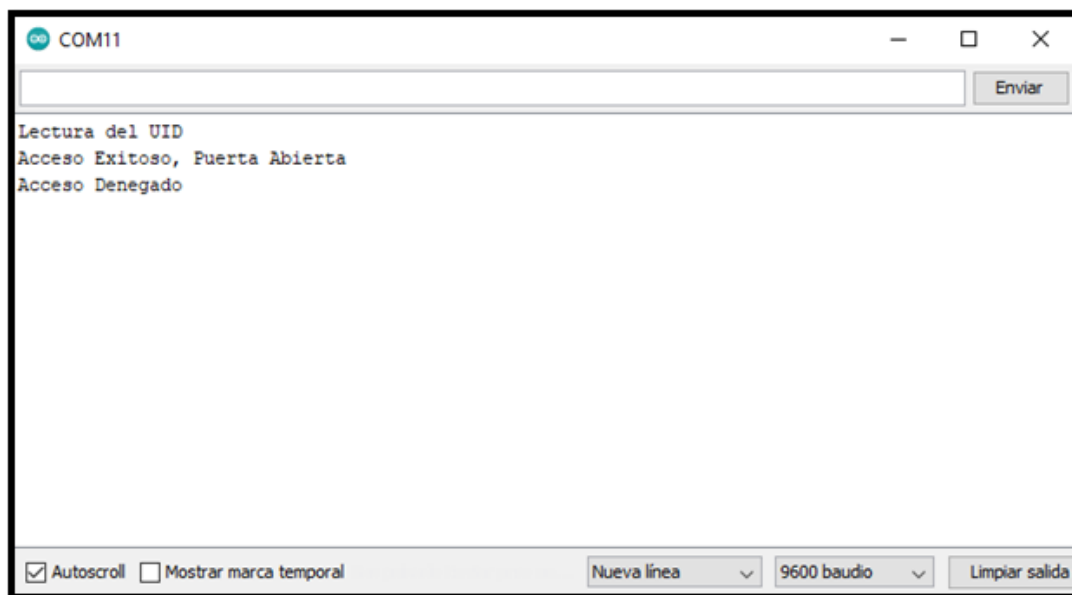 COM11
Enviar
Lectura del UID
Acceso Exitoso, Puerta Abierta
Acceso Denegado
Autoscroll Mostrar marca temporal Nueva línea 9600 baudio Limpiar salida